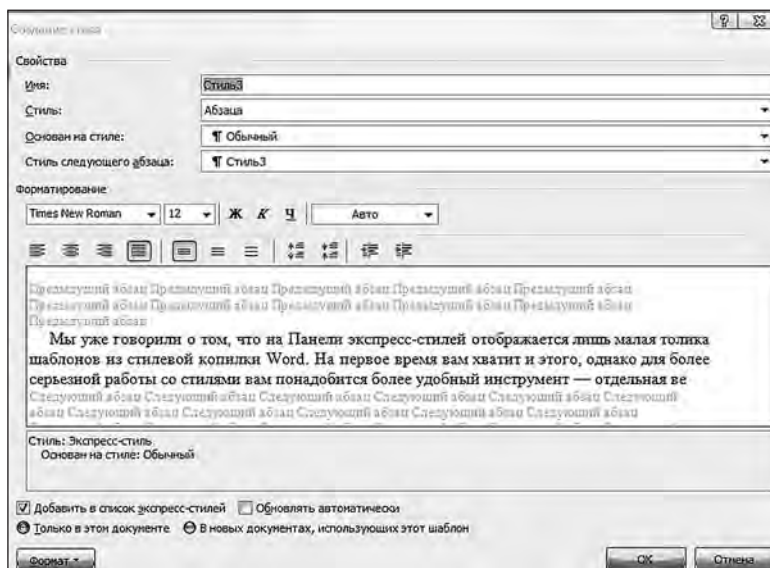 Создание стиля
Свойства
Имя: Стиль3
Стиль: Абзаца
Основан на стиле: ¶ Обычный
Стиль следующего абзаца: ¶ Стиль3
Форматирование
Times New Roman 12 Ж К Ч Авто
Предыдущий абзац Предыдущий абзац Предыдущий абзац Предыдущий абзац Предыдущий абзац
Предыдущий абзац Предыдущий абзац Предыдущий абзац Предыдущий абзац Предыдущий абзац
Предыдущий абзац
Мы уже говорили о том, что на Панели экспресс-стилей отображается лишь малая толика
шаблонов из стилевой копилки Word. На первое время вам хватит и этого, однако для более
серьезной работы со стилями вам понадобится более удобный инструмент — отдельная ве
Следующий абзац Следующий абзац Следующий абзац Следующий абзац Следующий
абзац Следующий абзац Следующий абзац Следующий абзац Следующий абзац
Стиль: Экспресс-стиль
Основан на стиле: Обычный
Добавить в список экспресс-стилей Обновлять автоматически
Только в этом документе В новых документах, использующих этот шаблон
Формат ОК Отмена